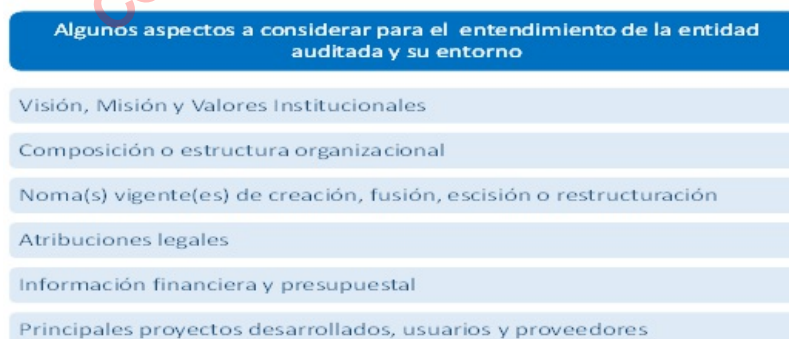 Algunos aspectos a considerar para el entendimiento de la entidad
auditada y su entorno
Visión, Misión y Valores Institucionales
Composición o estructura organizacional
Noma(s) vigente(es) de creación, fusión, escisión o restructuración
Atribuciones legales
Información financiera y presupuestal
Principales proyectos desarrollados, usuarios y proveedores